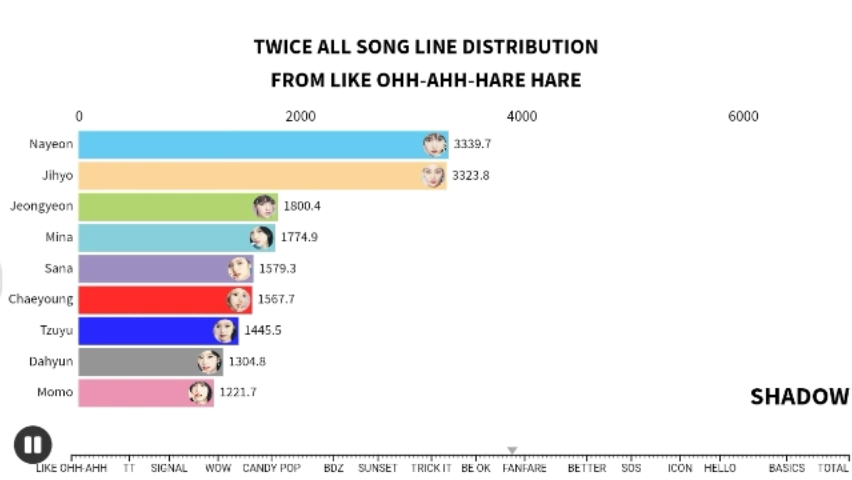 TWICE ALL SONG LINE DISTRIBUTION
FROM LIKE OHH-AHH-HARE HARE
0 2000 4000 6000
Nayeon 3339.7
Jihyo 3323.8
Jeongyeon 1800.4
Mina 1774.9
Sana 1579.3
Chaeyoung 1567.7
Tzuyu 1445.5
Dahyun 1304.8
Momo 1221.7
SHADOW
LIKE OHH-AHH TT SIGNAL WOW CANDY POP BDZ SUNSET TRICK IT BE OK FANFARE BETTER SOS ICON HELLO BASICS TOTAL